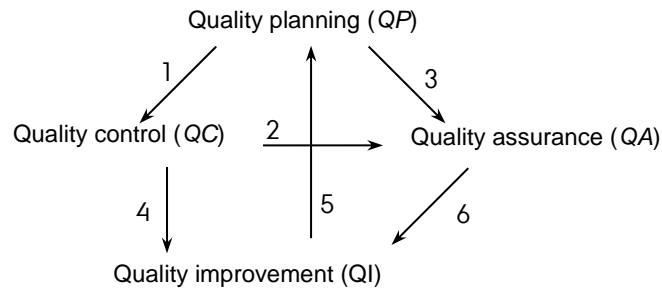 Quality planning (QP)
1
3
Quality control (QC)
2
Quality assurance (QA)
4
5
6
Quality improvement (QI)